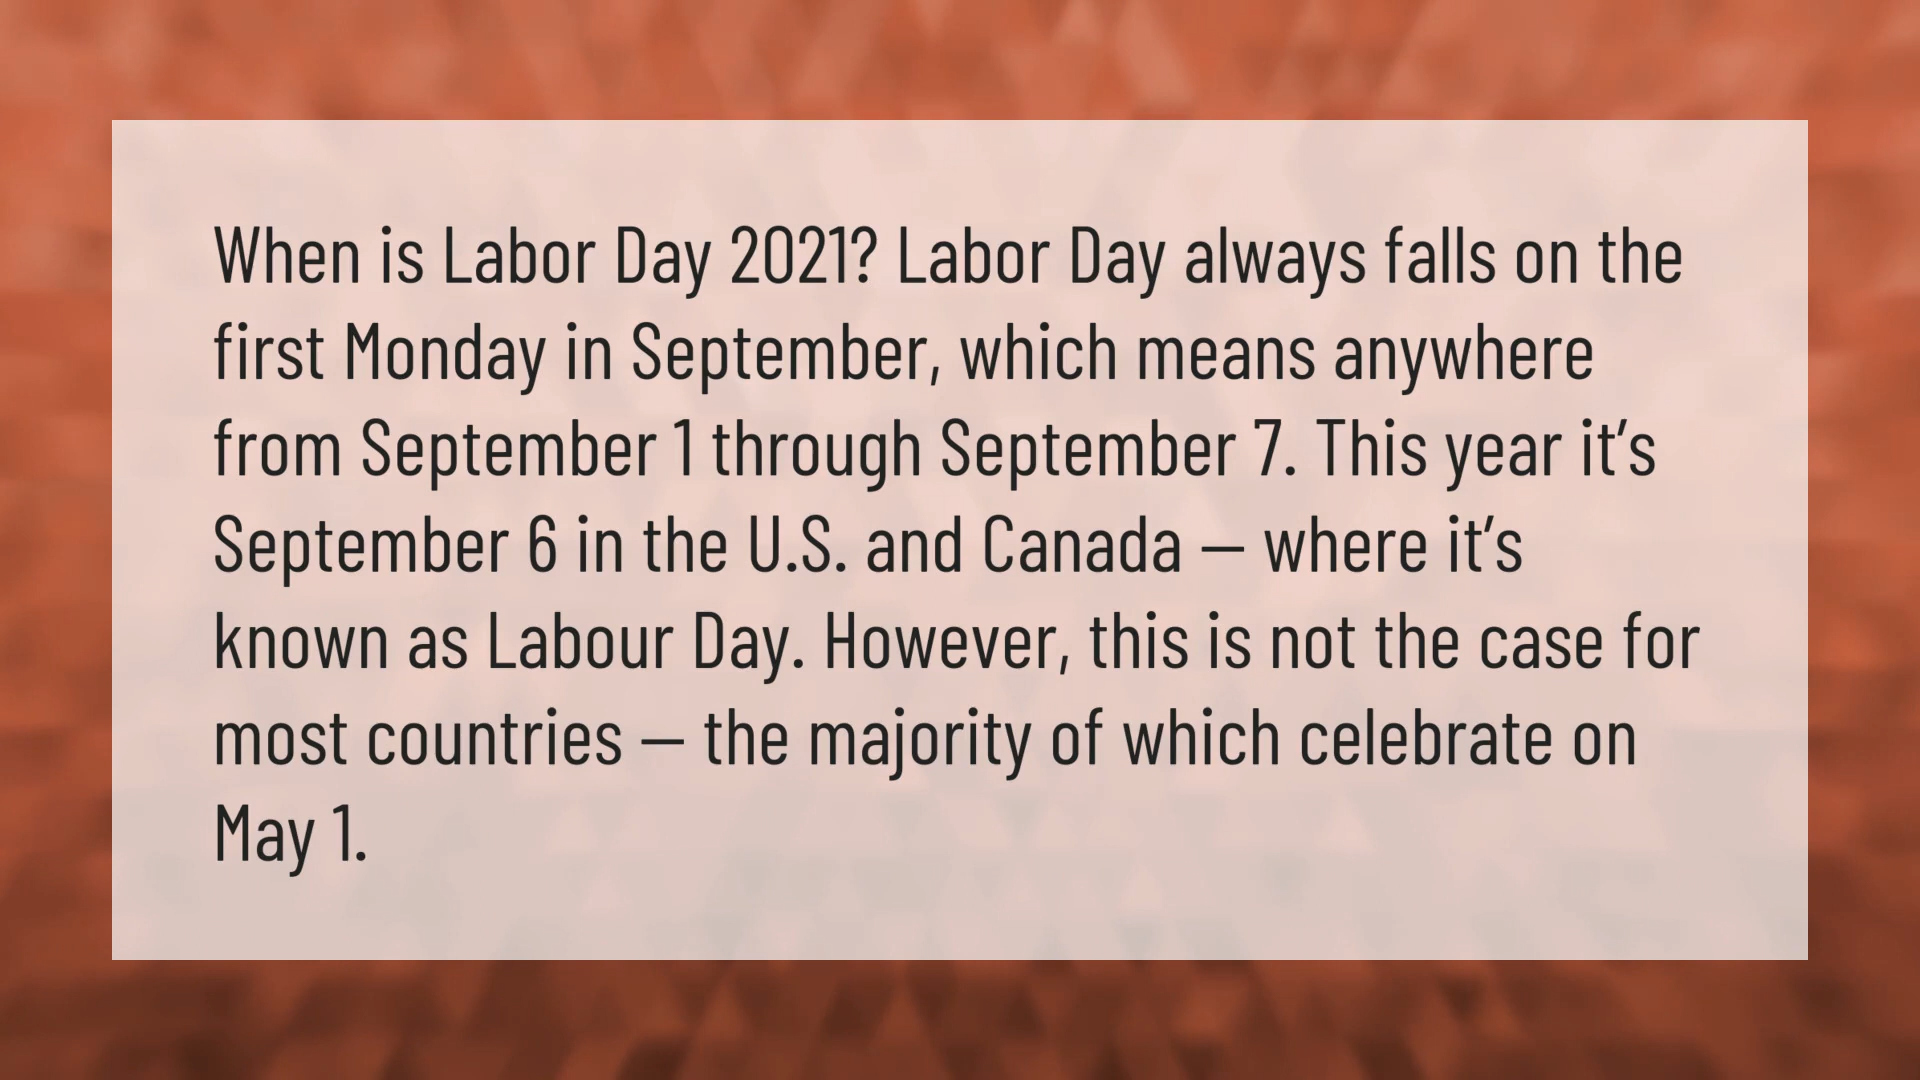 When is Labor Day 2021? Labor Day always falls on the
first Monday in September, which means anywhere
from September 1 through September 7. This year it’s
September 6 in the U.S. and Canada — where it’s
known as Labour Day. However, this is not the case for
most countries — the majority of which celebrate on
May 1.